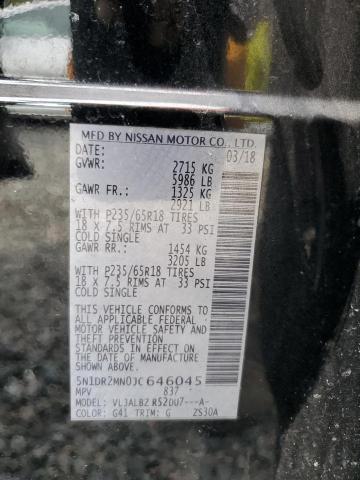 MFD BY NISSAN MOTOR CO., LTD.
DATE: 03/18
GVWR: 2715 KG
5986 LB
GAWR FR.: 1325 KG
2921 LB
WITH P235/65R18 TIRES
18 X 7.5 RIMS AT 33 PSI
COLD SINGLE
GAWR RR.: 1454 KG
3205 LB
WITH P235/65R18 TIRES
18 X 7.5 RIMS AT 33 PSI
COLD SINGLE
THIS VEHICLE CONFORMS TO
ALL APPLICABLE FEDERAL
MOTOR VEHICLE SAFETY
AND THEFT PREVENTION
STANDARDS IN EFFECT ON
THE DATE OF MANUFACTURE
SHOWN ABOVE.
5N1DR2MN0JC646045
MPV 837
MODEL: VLJALBZ R52DU7---A-
COLOR: G41 TRIM: G ZS30A